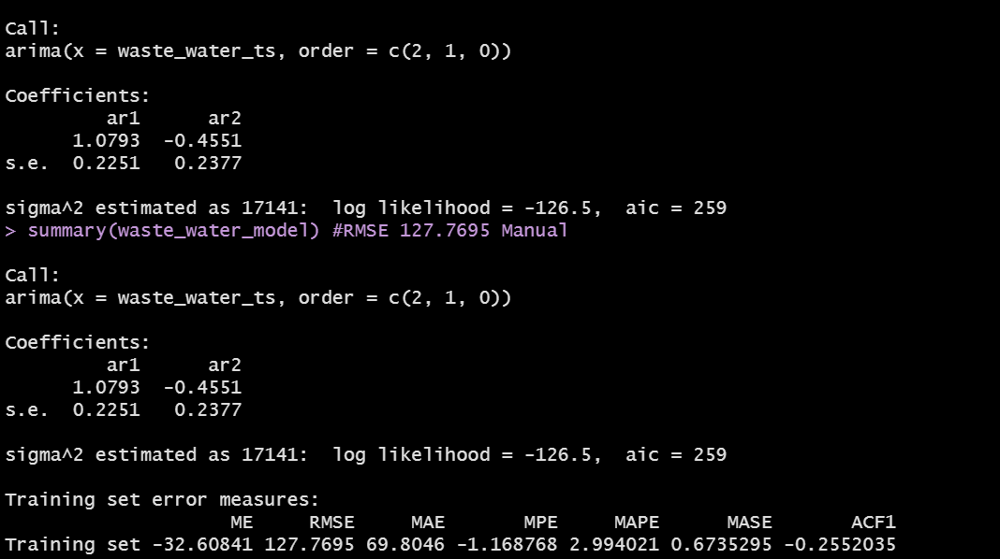 Call:
arima(x = waste_water_ts, order = c(2, 1, 0))
Coefficients:
ar1 ar2
1.0793 -0.4551
s.e. 0.2251 0.2377
sigma^2 estimated as 17141: log likelihood = -126.5, aic = 259
> summary(waste_water_model) #RMSE 127.7695 Manual
Call:
arima(x = waste_water_ts, order = c(2, 1, 0))
Coefficients:
ar1 ar2
1.0793 -0.4551
s.e. 0.2251 0.2377
sigma^2 estimated as 17141: log likelihood = -126.5, aic = 259
Training set error measures:
ME RMSE MAE MPE MAPE MASE ACF1
Training set -32.60841 127.7695 69.8046 -1.168768 2.994021 0.6735295 -0.2552035